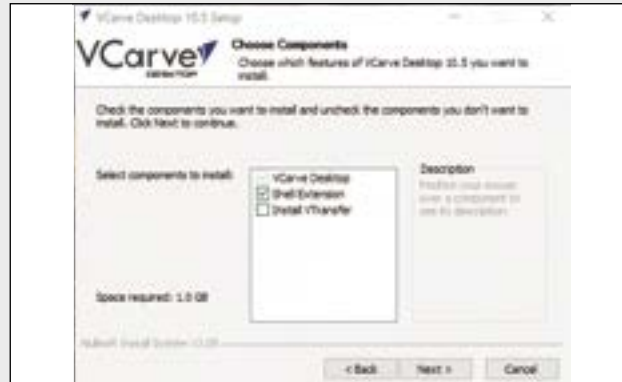 VCarve Desktop 10.5 Setup
VCarve
DESKTOP
Choose Components
Choose which features of VCarve Desktop 10.5 you want to
install.
Check the components you want to install and uncheck the components you don't want to
install. Click Next to continue.
Select components to install:
VCarve Desktop
Shell Extension
Install VTransfer
Description
Position your mouse
over a component to
see its description.
Space required: 1.0 GB
Nullsoft Install System
< Back
Next >
Cancel